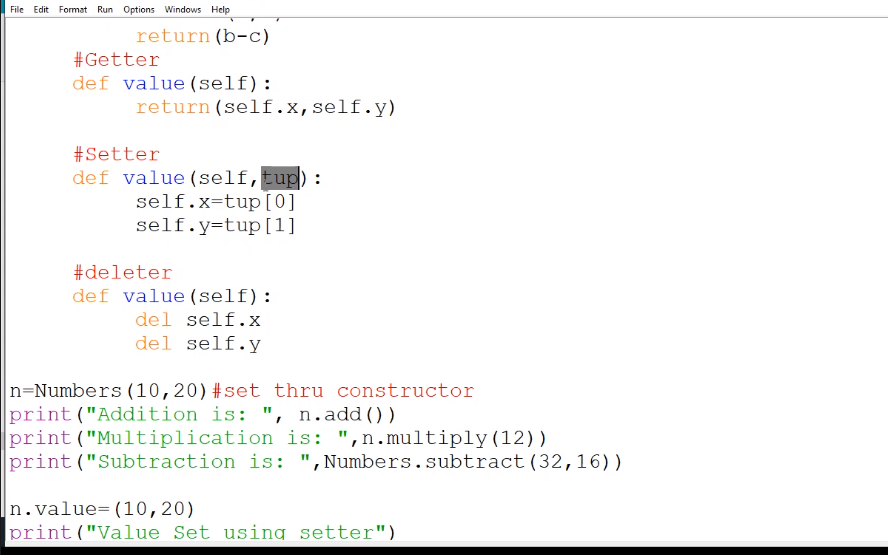 File Edit Format Run Options Windows Help
return(b-c)
#Getter
def value(self):
return(self.x,self.y)
#Setter
def value(self,tup):
self.x=tup[0]
self.y=tup[1]
#deleter
def value(self):
del self.x
del self.y
n=Numbers(10,20)#set thru constructor
print("Addition is: ", n.add())
print("Multiplication is: ",n.multiply(12))
print("Subtraction is: ",Numbers.subtract(32,16))
n.value=(10,20)
print("Value Set using setter")